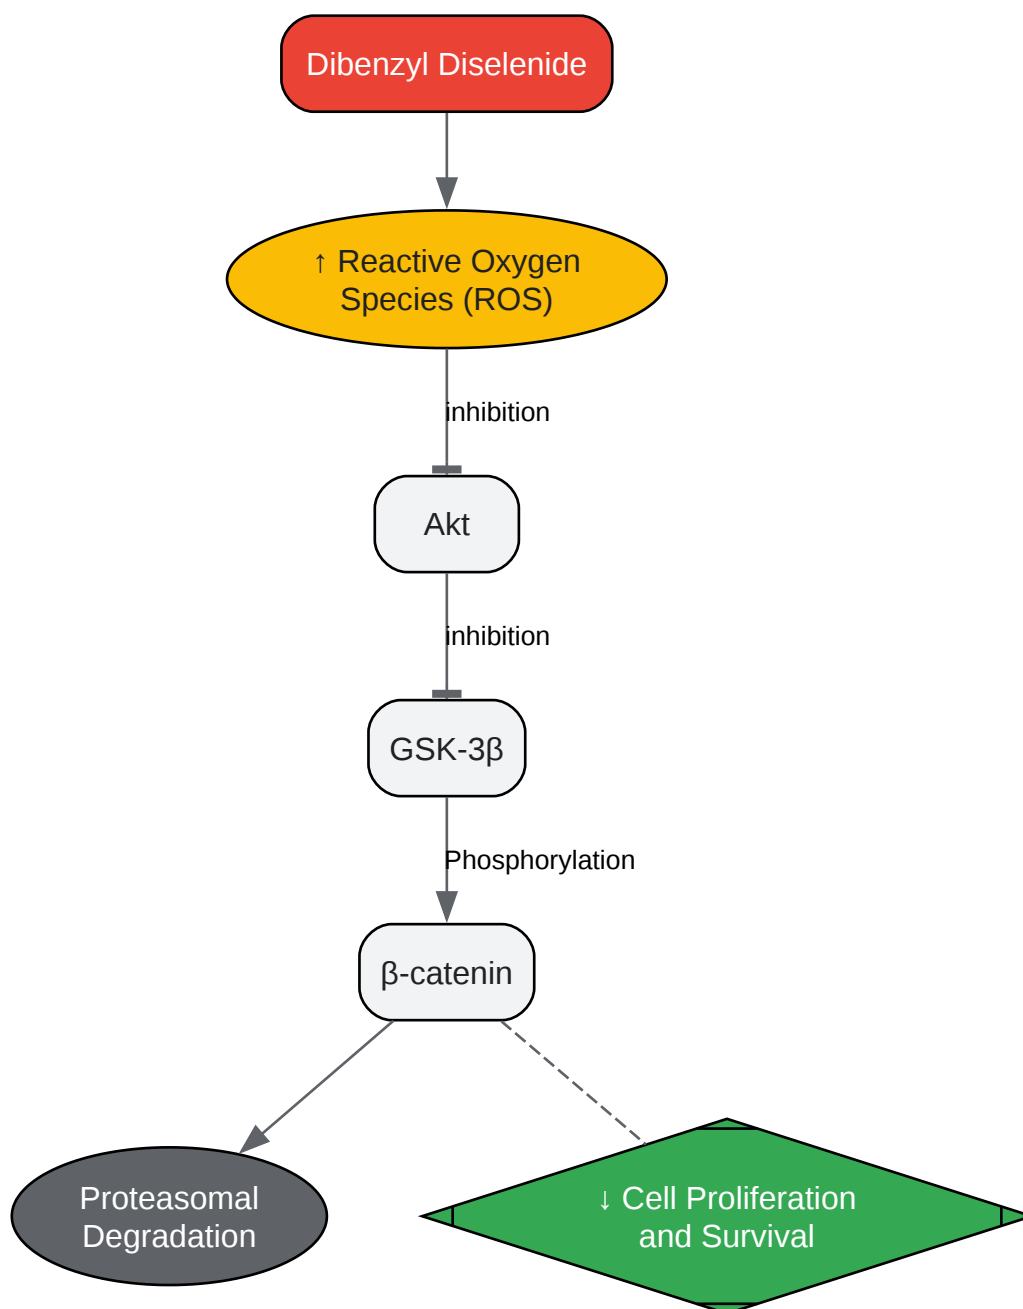 Dibenzyl Diselenide
↑ Reactive Oxygen
Species (ROS)
inhibition
Akt
inhibition
GSK-3β
Phosphorylation
β-catenin
Proteasomal
Degradation
↓ Cell Proliferation
and Survival